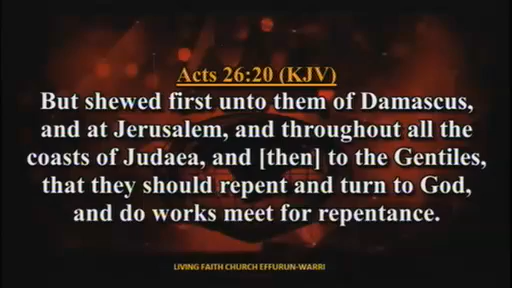 Acts 26:20 (KJV)
But shewed first unto them of Damascus,
and at Jerusalem, and throughout all the
coasts of Judaea, and [then] to the Gentiles,
that they should repent and turn to God,
and do works meet for repentance.
LIVING FAITH CHURCH EFFURUN-WARRI